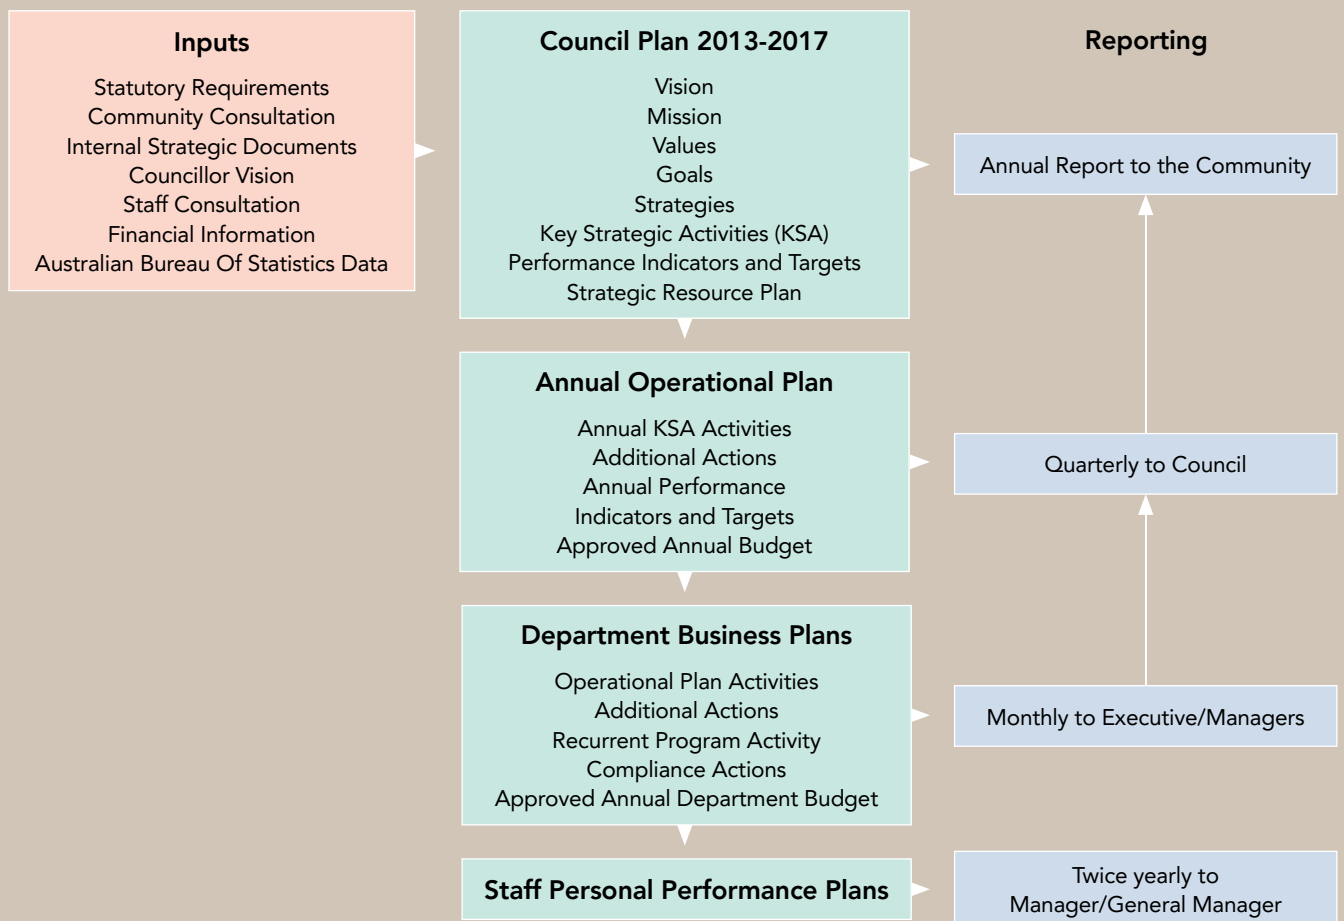 Inputs
Statutory Requirements
Community Consultation
Internal Strategic Documents
Councillor Vision
Staff Consultation
Financial Information
Australian Bureau Of Statistics Data
Council Plan 2013-2017
Vision
Mission
Values
Goals
Strategies
Key Strategic Activities (KSA)
Performance Indicators and Targets
Strategic Resource Plan
Reporting
Annual Report to the Community
Annual Operational Plan
Annual KSA Activities
Additional Actions
Annual Performance
Indicators and Targets
Approved Annual Budget
Quarterly to Council
Department Business Plans
Operational Plan Activities
Additional Actions
Recurrent Program Activity
Compliance Actions
Approved Annual Department Budget
Monthly to Executive/Managers
Staff Personal Performance Plans
Twice yearly to
Manager/General Manager